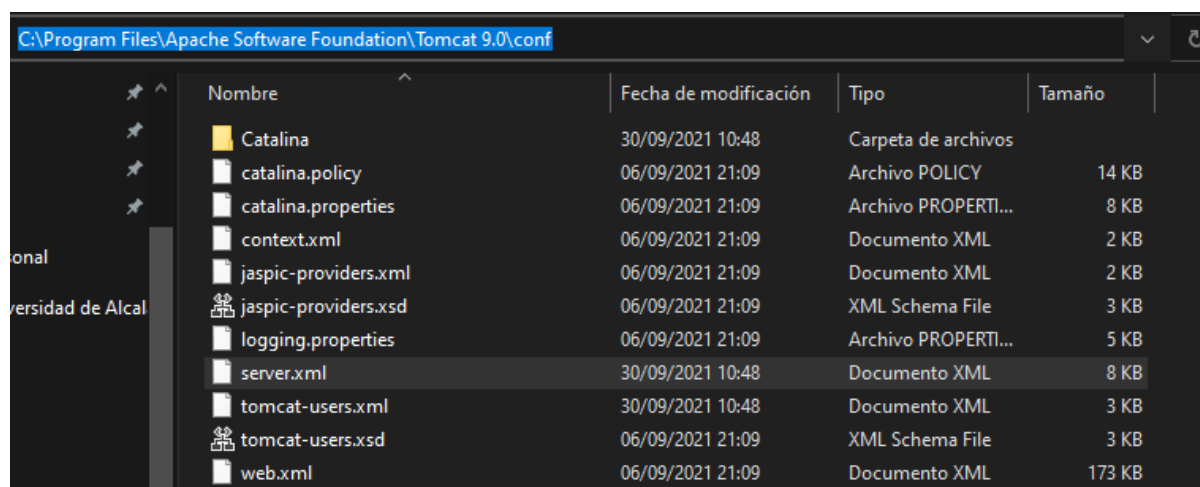 C:\Program Files\Apache Software Foundation\Tomcat 9.0\conf
Nombre Fecha de modificación Tipo Tamaño
Catalina 30/09/2021 10:48 Carpeta de archivos
catalina.policy 06/09/2021 21:09 Archivo POLICY 14 KB
catalina.properties 06/09/2021 21:09 Archivo PROPERTI... 8 KB
context.xml 06/09/2021 21:09 Documento XML 2 KB
sonal
jaspic-providers.xml 06/09/2021 21:09 Documento XML 2 KB
versidad de Alcal jaspic-providers.xsd 06/09/2021 21:09 XML Schema File 3 KB
logging.properties 06/09/2021 21:09 Archivo PROPERTI... 5 KB
server.xml 30/09/2021 10:48 Documento XML 8 KB
tomcat-users.xml 30/09/2021 10:48 Documento XML 3 KB
tomcat-users.xsd 06/09/2021 21:09 XML Schema File 3 KB
web.xml 06/09/2021 21:09 Documento XML 173 KB